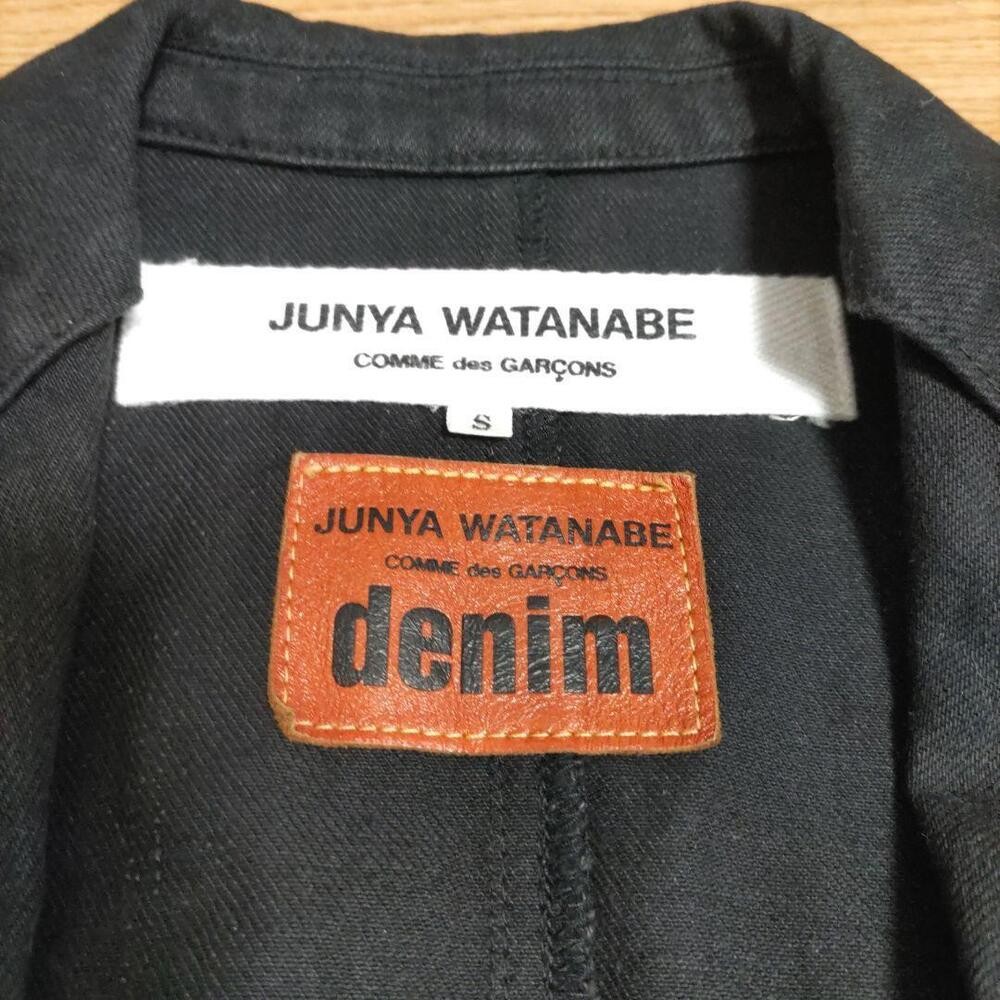 JUNYA WATANABE
COMME des GARÇONS
S
JUNYA WATANABE
COMME des GARÇONS
denim